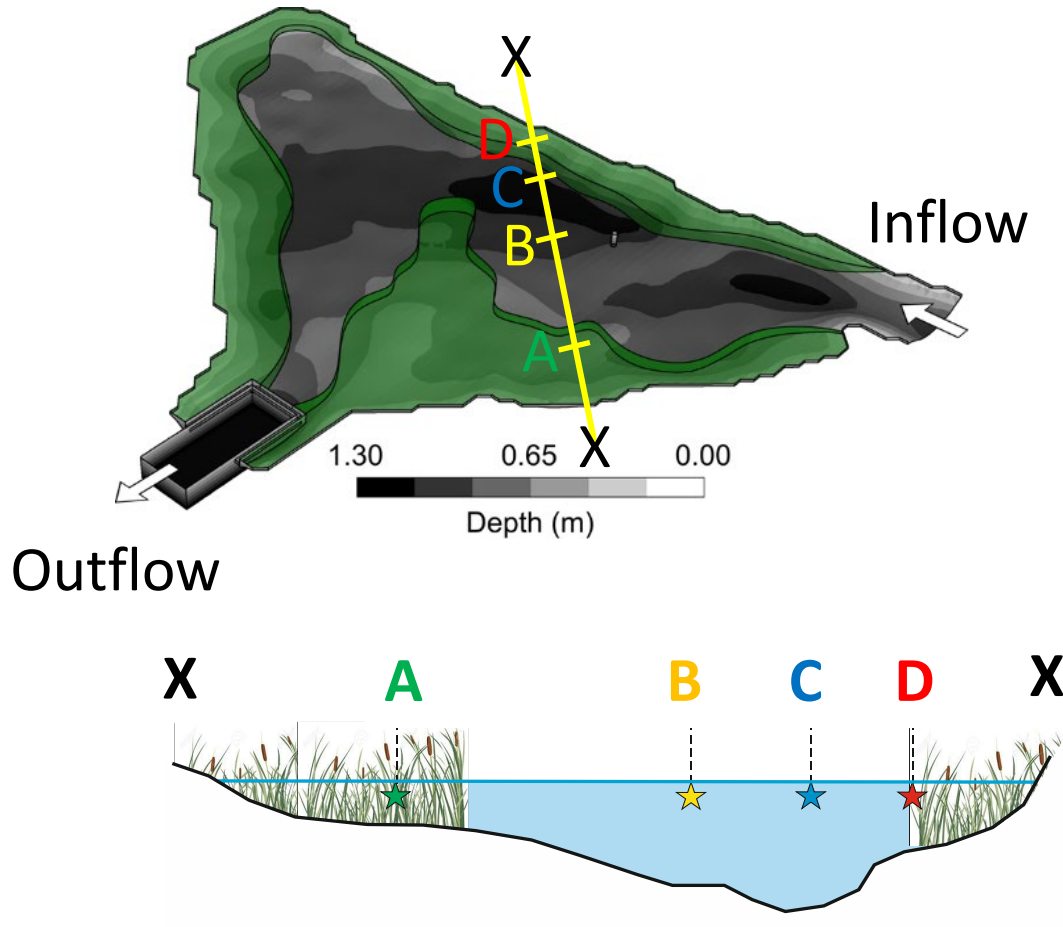 X
D
C
Inflow
B
A
X
1.30 0.65 0.00
Depth (m)
Outflow
X A B C D X